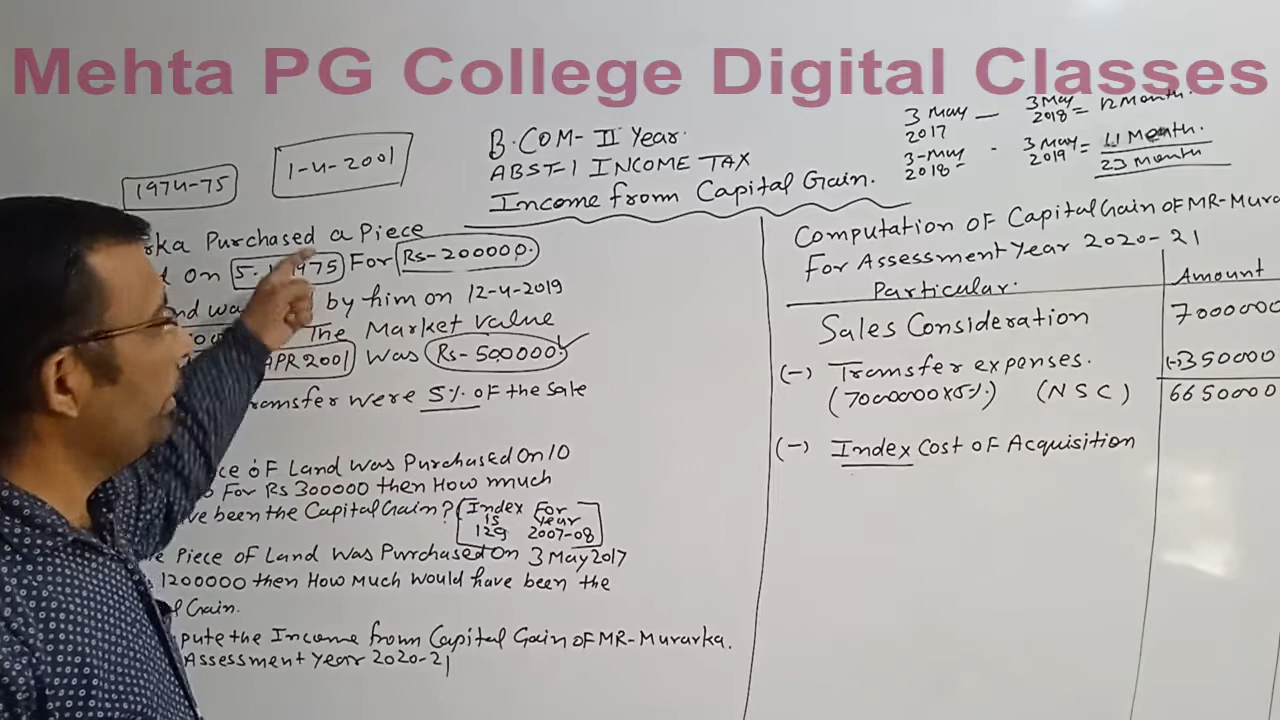 Mehta PG College Digital Classes
B.COM- II Year.
ABST-1 INCOME TAX
Income from Capital Gain.
1974-75
1-4-2001
3 May 2017 — 3 May 2018 = 12 Month.
3-May 2018 - 3 May 2019 = 11 Month.
23 Month
rka Purchased a Piece
on 5. 1975 For Rs-200000.
nd wa by him on 12-4-2019
The Market value
APR 2001 was Rs-500000.
ransfer were 5% of the sale
ce of Land was Purchased On 10
For Rs 300000 then How much
ve been the Capital Gain? [Index For
is Year
129 2007-08]
Piece of Land was Purchased On 3 May 2017
1200000 then How Much would have been the
Gain.
pute the Income from Capital Gain of MR-Murarka.
Assessment Year 2020-21
Computation of Capital Gain of MR-Mura
For Assessment Year 2020-21
Particular. Amount
Sales Consideration 7000000
(-) Transfer expenses. (-)350000
(7000000x5%) (NSC) 6650000
(-) Index Cost of Acquisition